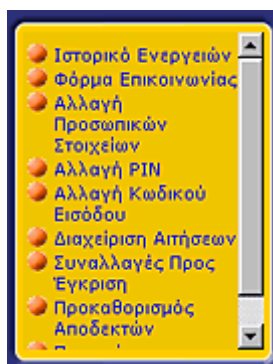 Ιστορικό Ενεργειών
Φόρμα Επικοινωνίας
Αλλαγή
Προσωπικών
Στοιχείων
Αλλαγή PIN
Αλλαγή Κωδικού
Εισόδου
Διαχείριση Αιτήσεων
Συναλλαγές Προς
Έγκριση
Προκαθορισμός
Αποδεκτών